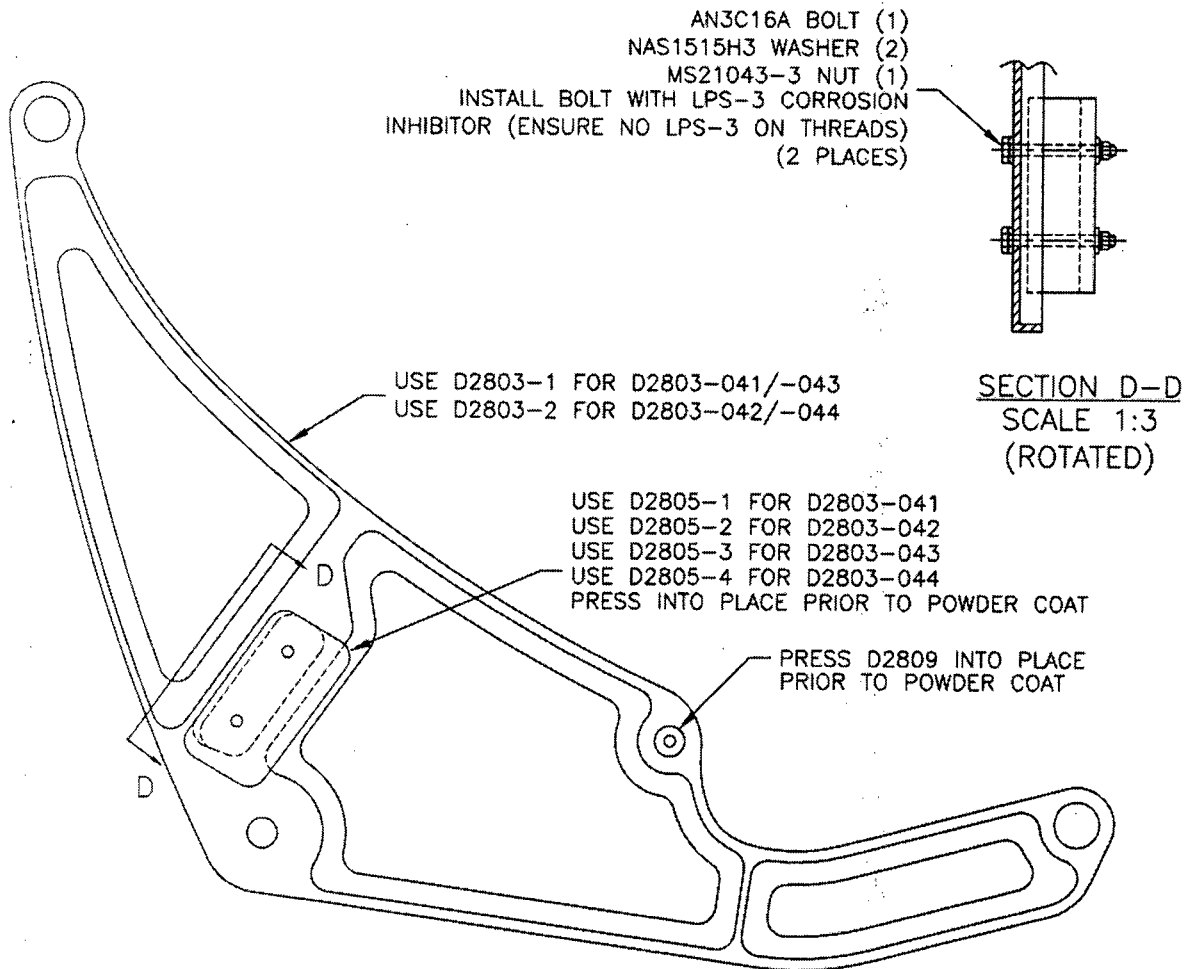 AN3C16A BOLT (1)
NAS1515H3 WASHER (2)
MS21043-3 NUT (1)
INSTALL BOLT WITH LPS-3 CORROSION
INHIBITOR (ENSURE NO LPS-3 ON THREADS)
(2 PLACES)
SECTION D-D
SCALE 1:3
(ROTATED)
USE D2803-1 FOR D2803-041/-043
USE D2803-2 FOR D2803-042/-044
USE D2805-1 FOR D2803-041
USE D2805-2 FOR D2803-042
USE D2805-3 FOR D2803-043
USE D2805-4 FOR D2803-044
PRESS INTO PLACE PRIOR TO POWDER COAT
D
PRESS D2809 INTO PLACE
PRIOR TO POWDER COAT
D